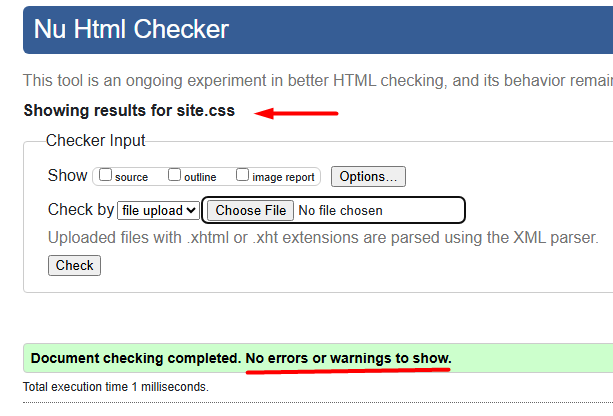 Nu Html Checker
This tool is an ongoing experiment in better HTML checking, and its behavior remai
Showing results for site.css
Checker Input
Show source outline image report Options...
Check by file upload Choose File No file chosen
Uploaded files with .xhtml or .xht extensions are parsed using the XML parser.
Check
Document checking completed. No errors or warnings to show.
Total execution time 1 milliseconds.